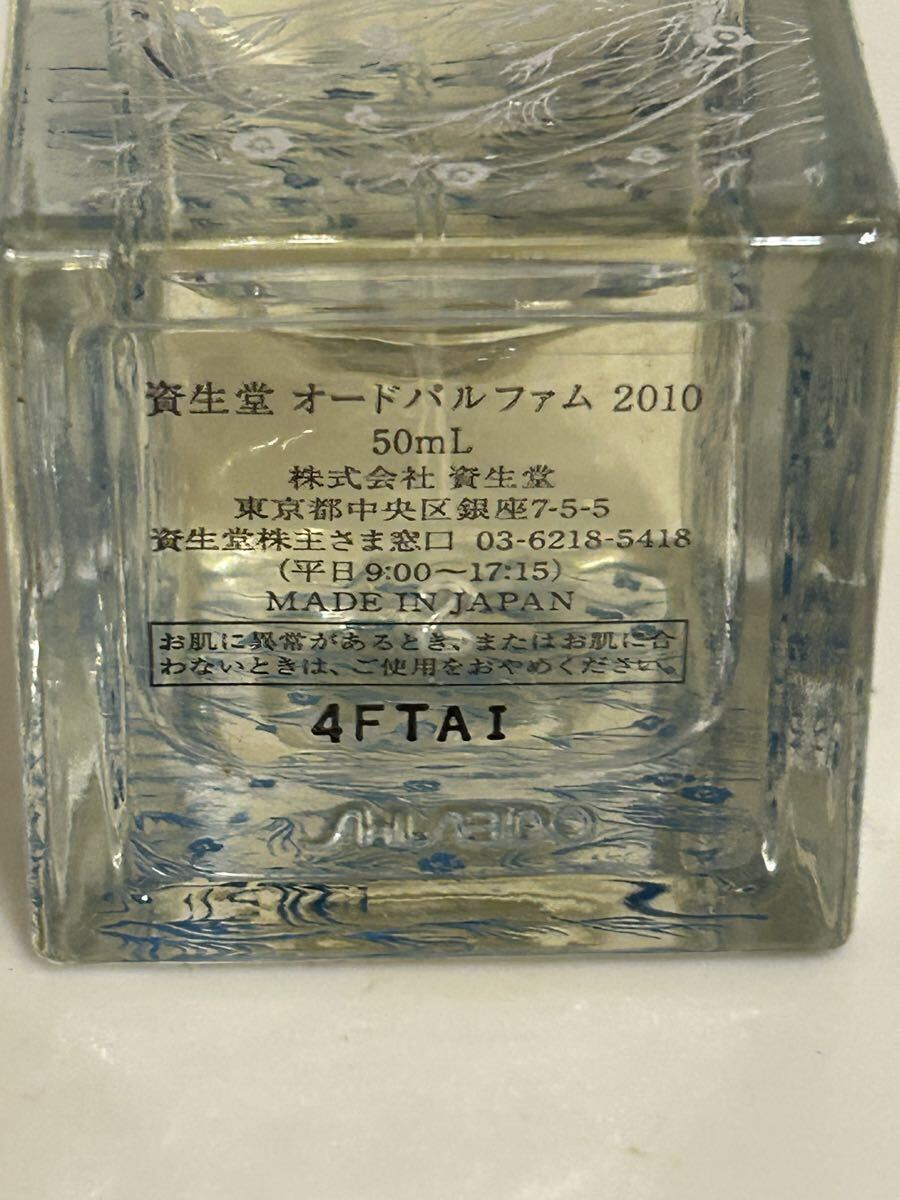 資生堂 オードパルファム 2010
50mL
株式会社 資生堂
東京都中央区銀座7-5-5
資生堂株主さま窓口 03-6218-5418
(平日9:00~17:15)
MADE IN JAPAN
お肌に異常があるとき、またはお肌に合
わないときは、ご使用をおやめください。
4FTAI
SHISEIDO